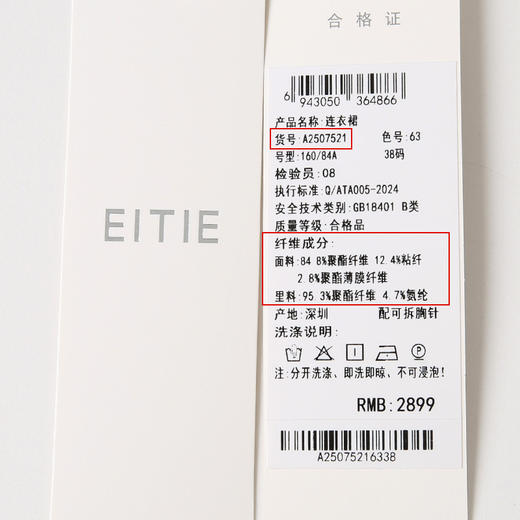 EITIE
合格证
6 943050 364866
产品名称:连衣裙
货号:A2507521 色号:63
号型:160/84A 38码
检验员:08
执行标准:Q/ATA005-2024
安全技术类别:GB18401 B类
质量等级:合格品
纤维成分:
面料:84.8%聚酯纤维 12.4%粘纤
2.8%聚酯薄膜纤维
里料:95.3%聚酯纤维 4.7%氨纶
产地:深圳 配可拆胸针
洗涤说明:
注:分开洗涤、即洗即晾、不可浸泡!
RMB:2899
A25075216338